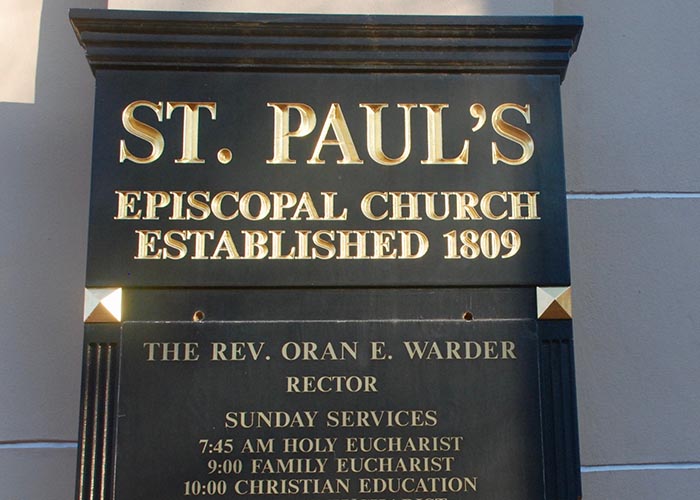 ST. PAUL'S
EPISCOPAL CHURCH
ESTABLISHED 1809
THE REV. ORAN E. WARDER
RECTOR
SUNDAY SERVICES
7:45 AM HOLY EUCHARIST
9:00 FAMILY EUCHARIST
10:00 CHRISTIAN EDUCATION